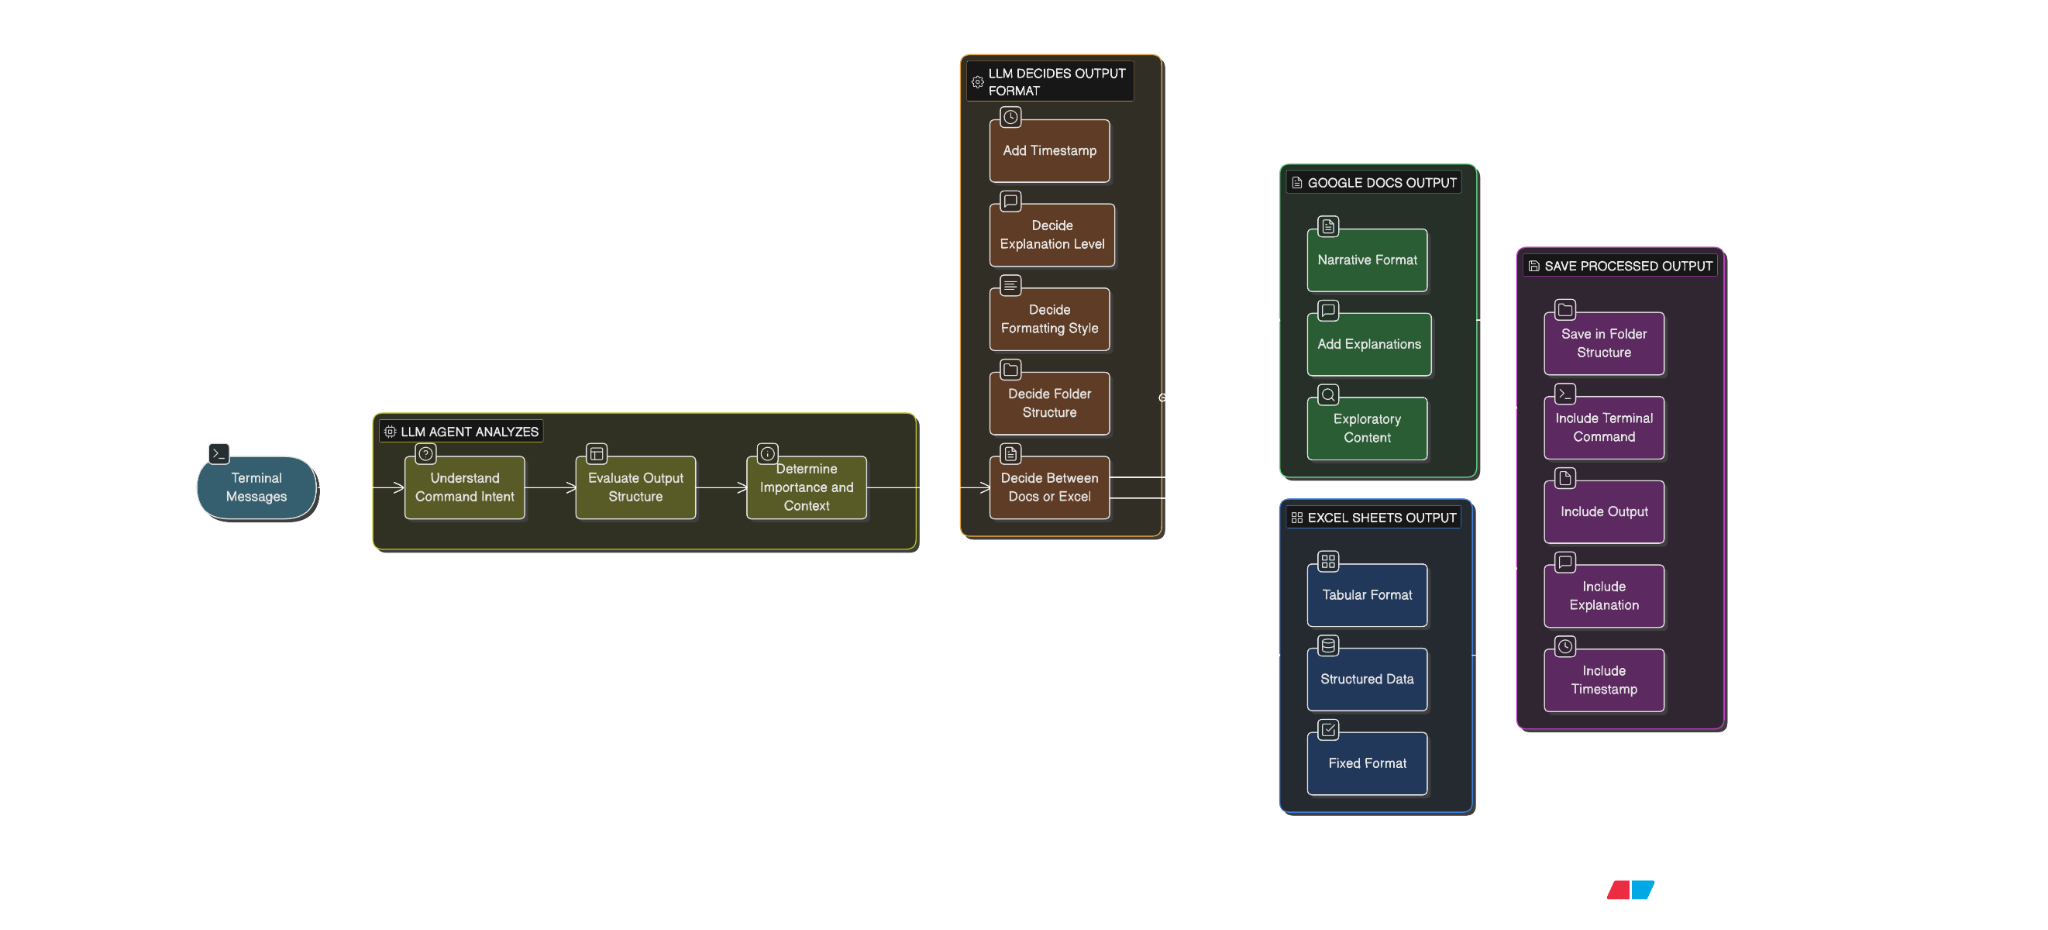 Terminal
Messages
LLM AGENT ANALYZES
Understand
Command Intent
Evaluate Output
Structure
Determine
Importance and
Context
LLM DECIDES OUTPUT
FORMAT
Add Timestamp
Decide
Explanation Level
Decide
Formatting Style
Decide Folder
Structure
Decide Between
Docs or Excel
GOOGLE DOCS OUTPUT
Narrative Format
Add Explanations
Exploratory
Content
EXCEL SHEETS OUTPUT
Tabular Format
Structured Data
Fixed Format
SAVE PROCESSED OUTPUT
Save in Folder
Structure
Include Terminal
Command
Include Output
Include
Explanation
Include
Timestamp